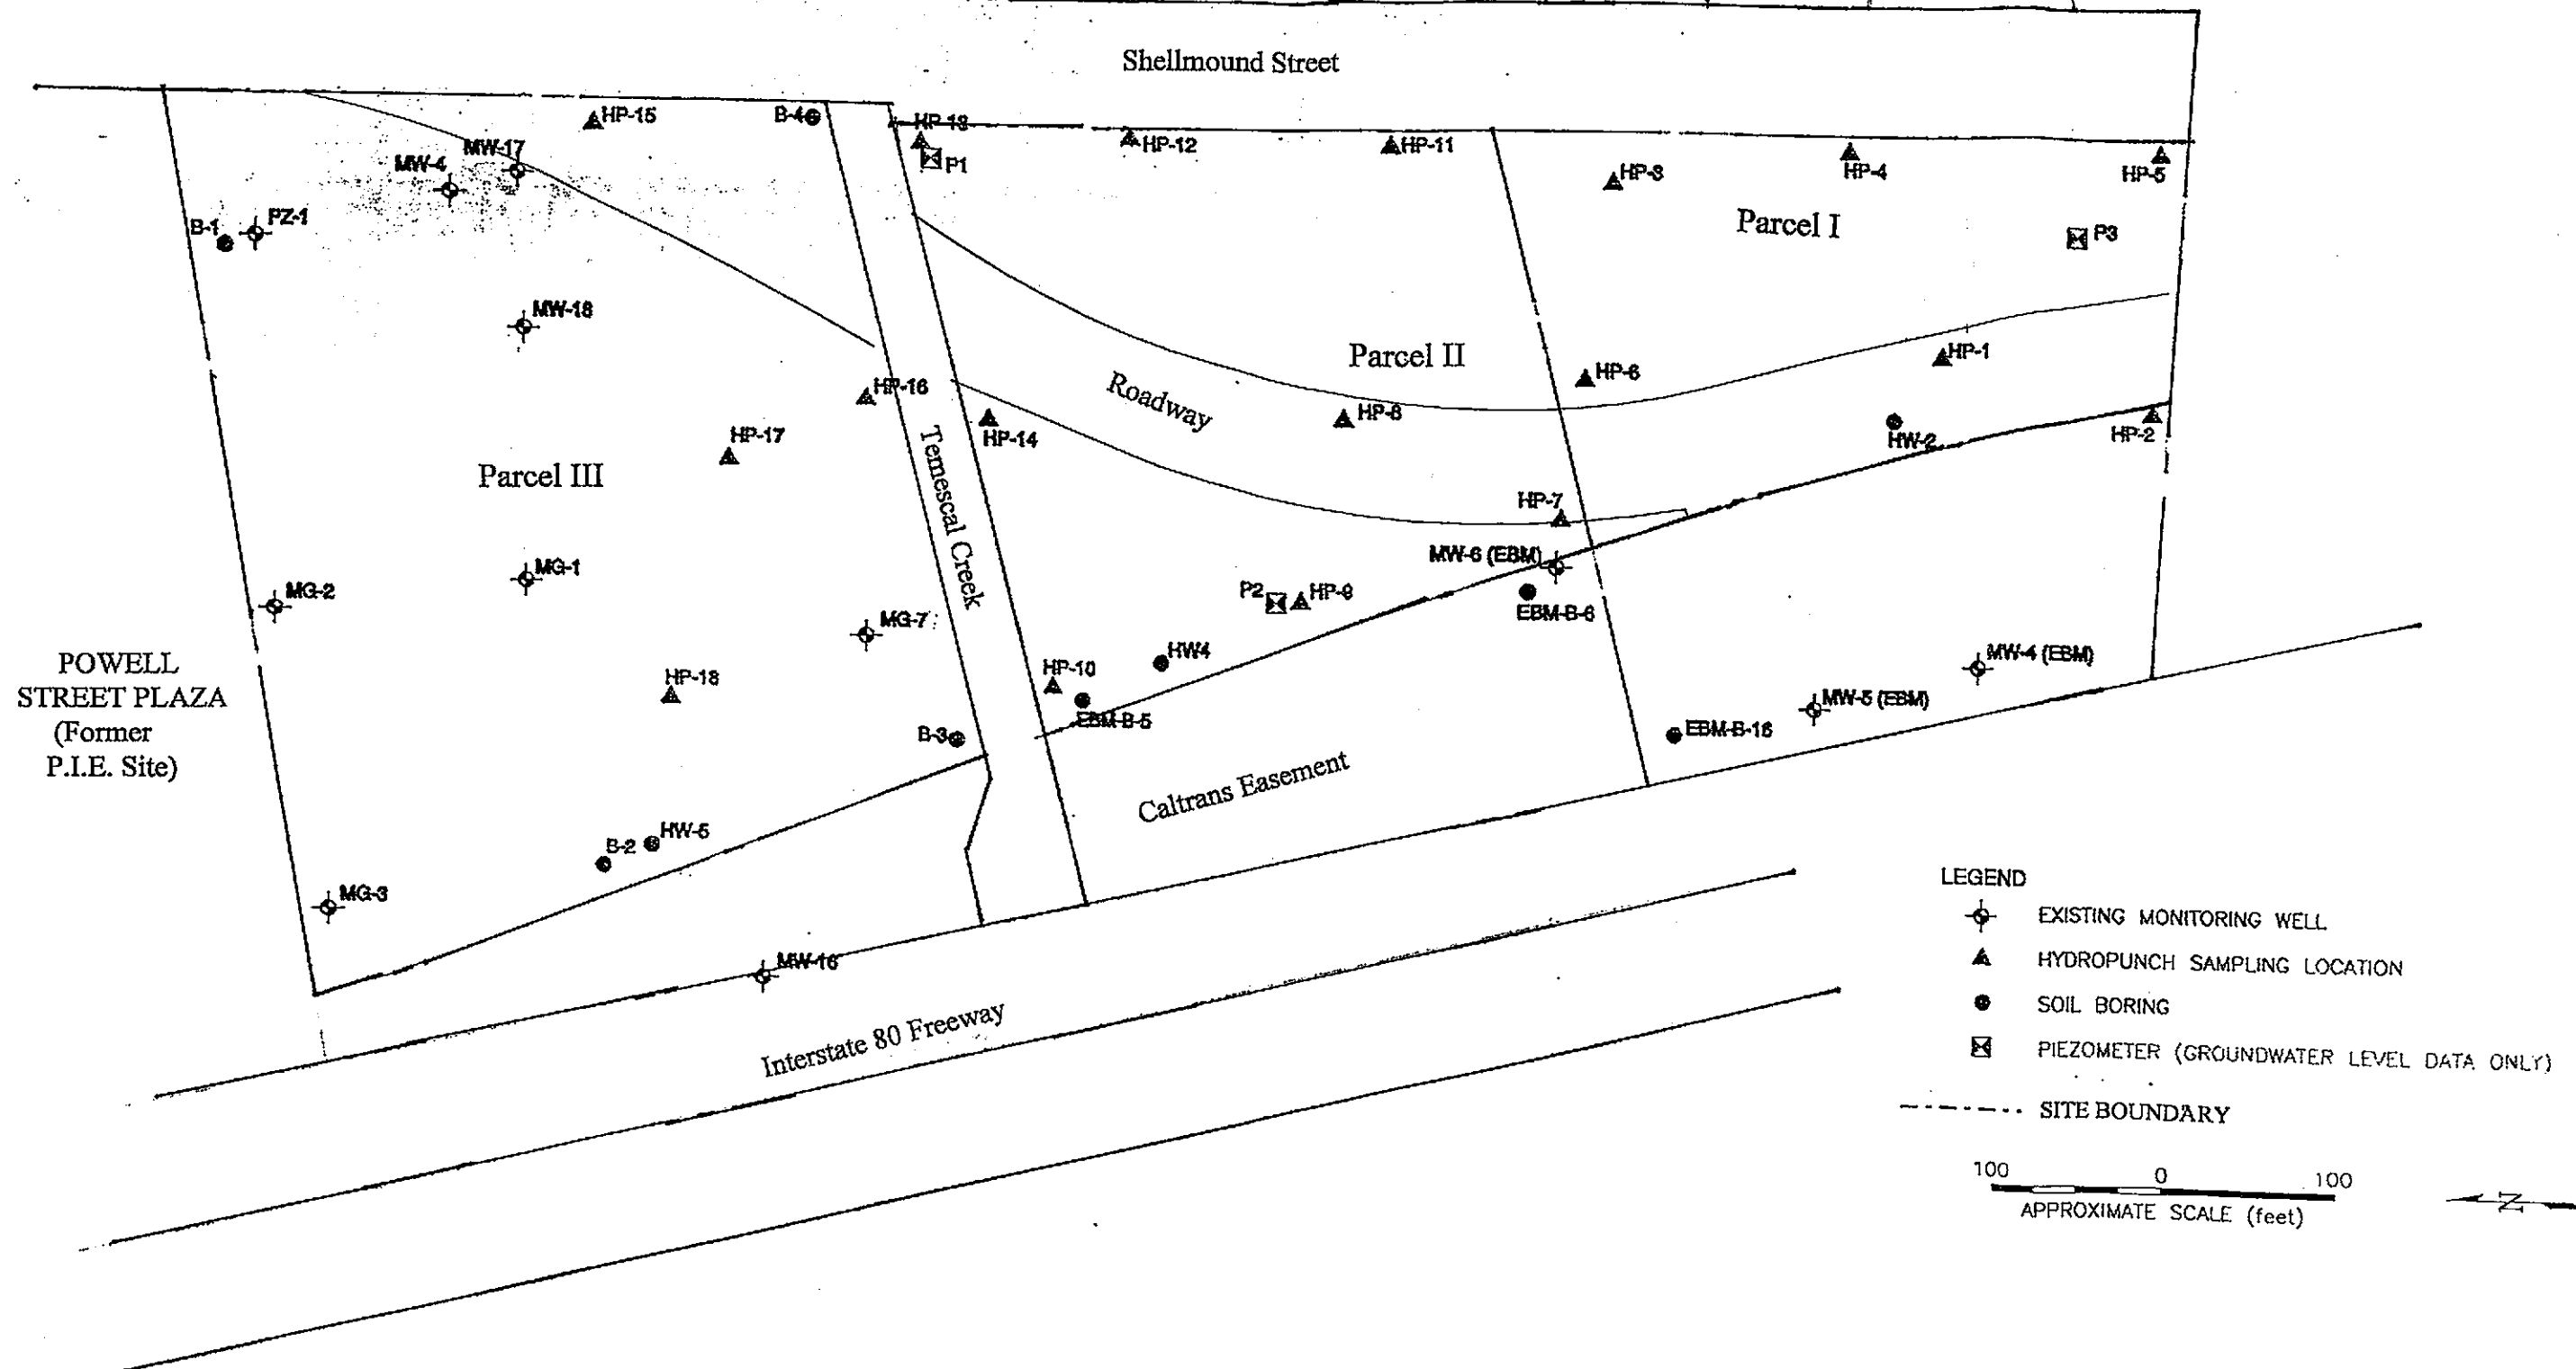 Shellmound Street
HP-15
B-4
HP-13
P1
HP-12
HP-11
HP-3
HP-4
HP-5
MW-17
MW-4
PZ-1
B-1
Parcel I
P3
MW-18
Parcel II
HP-1
HP-6
HP-16
Roadway
HP-8
HP-14
HW-2
HP-2
HP-17
Parcel III
Temescal Creek
HP-7
MW-6 (EBM)
MG-1
MG-2
P2
HP-9
EBM-B-6
MG-7
HW4
MW-4 (EBM)
POWELL
STREET PLAZA
(Former
P.I.E. Site)
HP-18
HP-10
EBM-B-5
MW-5 (EBM)
B-3
EBM-B-16
Caltrans Easement
HW-5
B-2
MG-3
MW-16
Interstate 80 Freeway
LEGEND
EXISTING MONITORING WELL
HYDROPUNCH SAMPLING LOCATION
SOIL BORING
PIEZOMETER (GROUNDWATER LEVEL DATA ONLY)
SITE BOUNDARY
100 0 100
APPROXIMATE SCALE (feet)
N